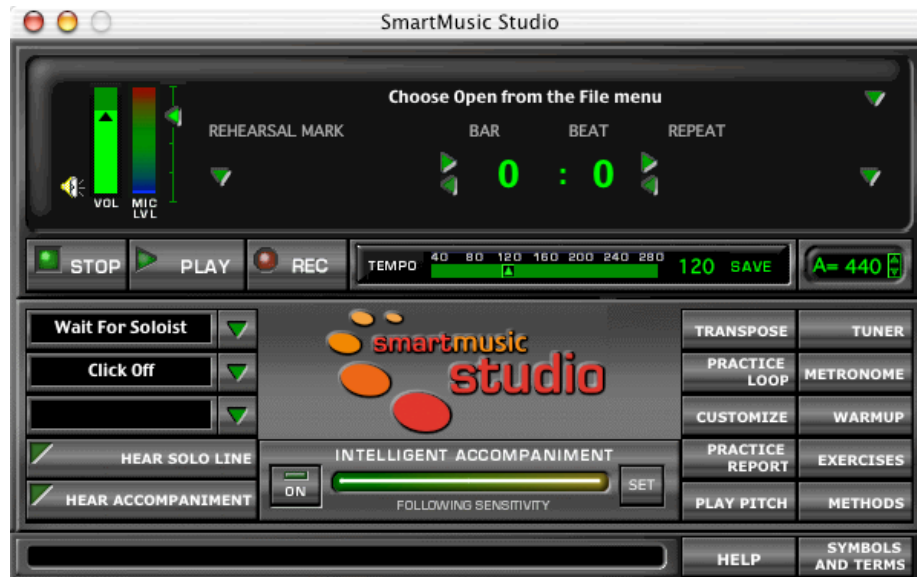 SmartMusic Studio
Choose Open from the File menu
REHEARSAL MARK BAR BEAT REPEAT
0 : 0
VOL MIC
LVL
STOP PLAY REC TEMPO 40 80 120 160 200 240 280 120 SAVE A= 440
Wait For Soloist
Click Off
smartmusic
studio
HEAR SOLO LINE
HEAR ACCOMPANIMENT
INTELLIGENT ACCOMPANIMENT
ON SET
FOLLOWING SENSITIVITY
TRANSPOSE TUNER
PRACTICE
LOOP METRONOME
CUSTOMIZE WARMUP
PRACTICE
REPORT EXERCISES
PLAY PITCH METHODS
HELP SYMBOLS
AND TERMS